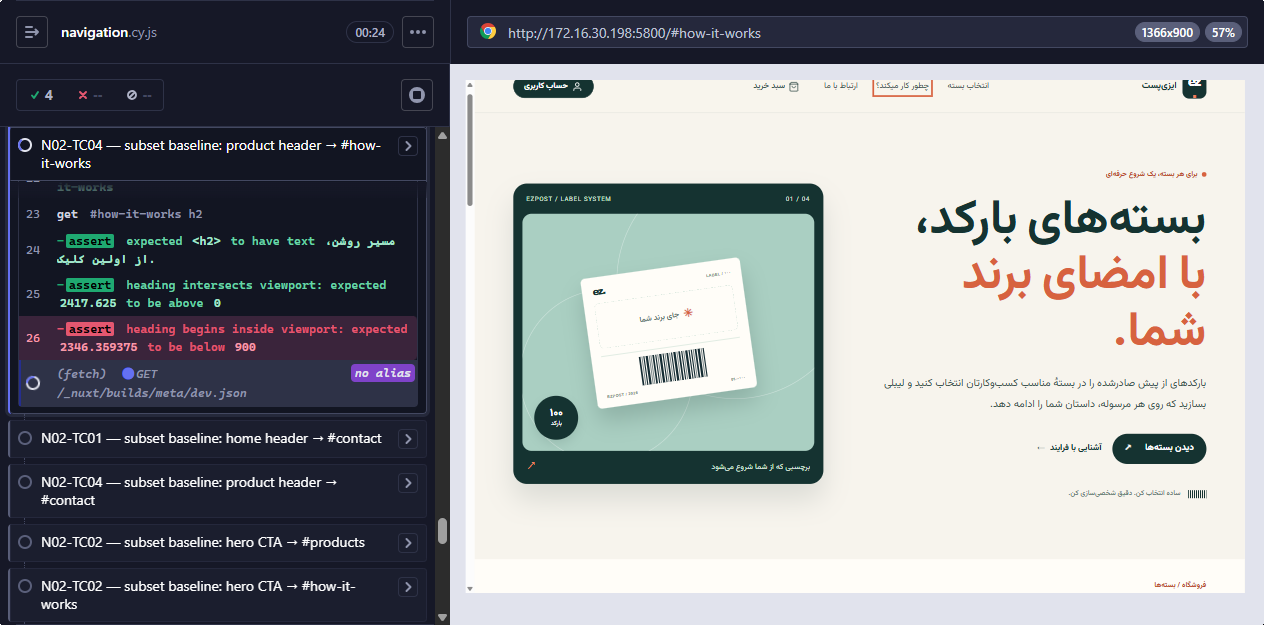 navigation.cy.js
00:24
http://172.16.30.198:5800/#how-it-works
1366x900
57%
4
--
--
N02-TC04 — subset baseline: product header → #how-it-works
it-works
23 get #how-it-works h2
24 -assert expected <h2> to have text مسیر روشن،
از اولین کلیک.
25 -assert heading intersects viewport: expected
2417.625 to be above 0
26 -assert heading begins inside viewport: expected
2346.359375 to be below 900
(fetch) GET no alias
/_nuxt/builds/meta/dev.json
N02-TC01 — subset baseline: home header → #contact
N02-TC04 — subset baseline: product header →
#contact
N02-TC02 — subset baseline: hero CTA → #products
N02-TC02 — subset baseline: hero CTA → #how-it-works
ایزی‌پست
انتخاب بسته
چطور کار میکند؟
ارتباط با ما
سبد خرید
حساب کاربری
برای هر بسته، یک شروع حرفه‌ای
بسته‌های بارکد،
با امضای برند
شما.
بارکدهای از پیش صادرشده را در بستهٔ مناسب کسب‌وکارتان انتخاب کنید و لیبلی
بسازید که روی هر مرسوله، داستان شما را ادامه دهد.
دیدن بسته‌ها
آشنایی با فرایند ←
ساده انتخاب کن. دقیق شخصی‌سازی کن.
EZPOST / LABEL SYSTEM
01 / 04
ez.
جای برند شما
۱۰۰
بارکد
برچسبی که از شما شروع می‌شود
فروشگاه / بسته‌ها